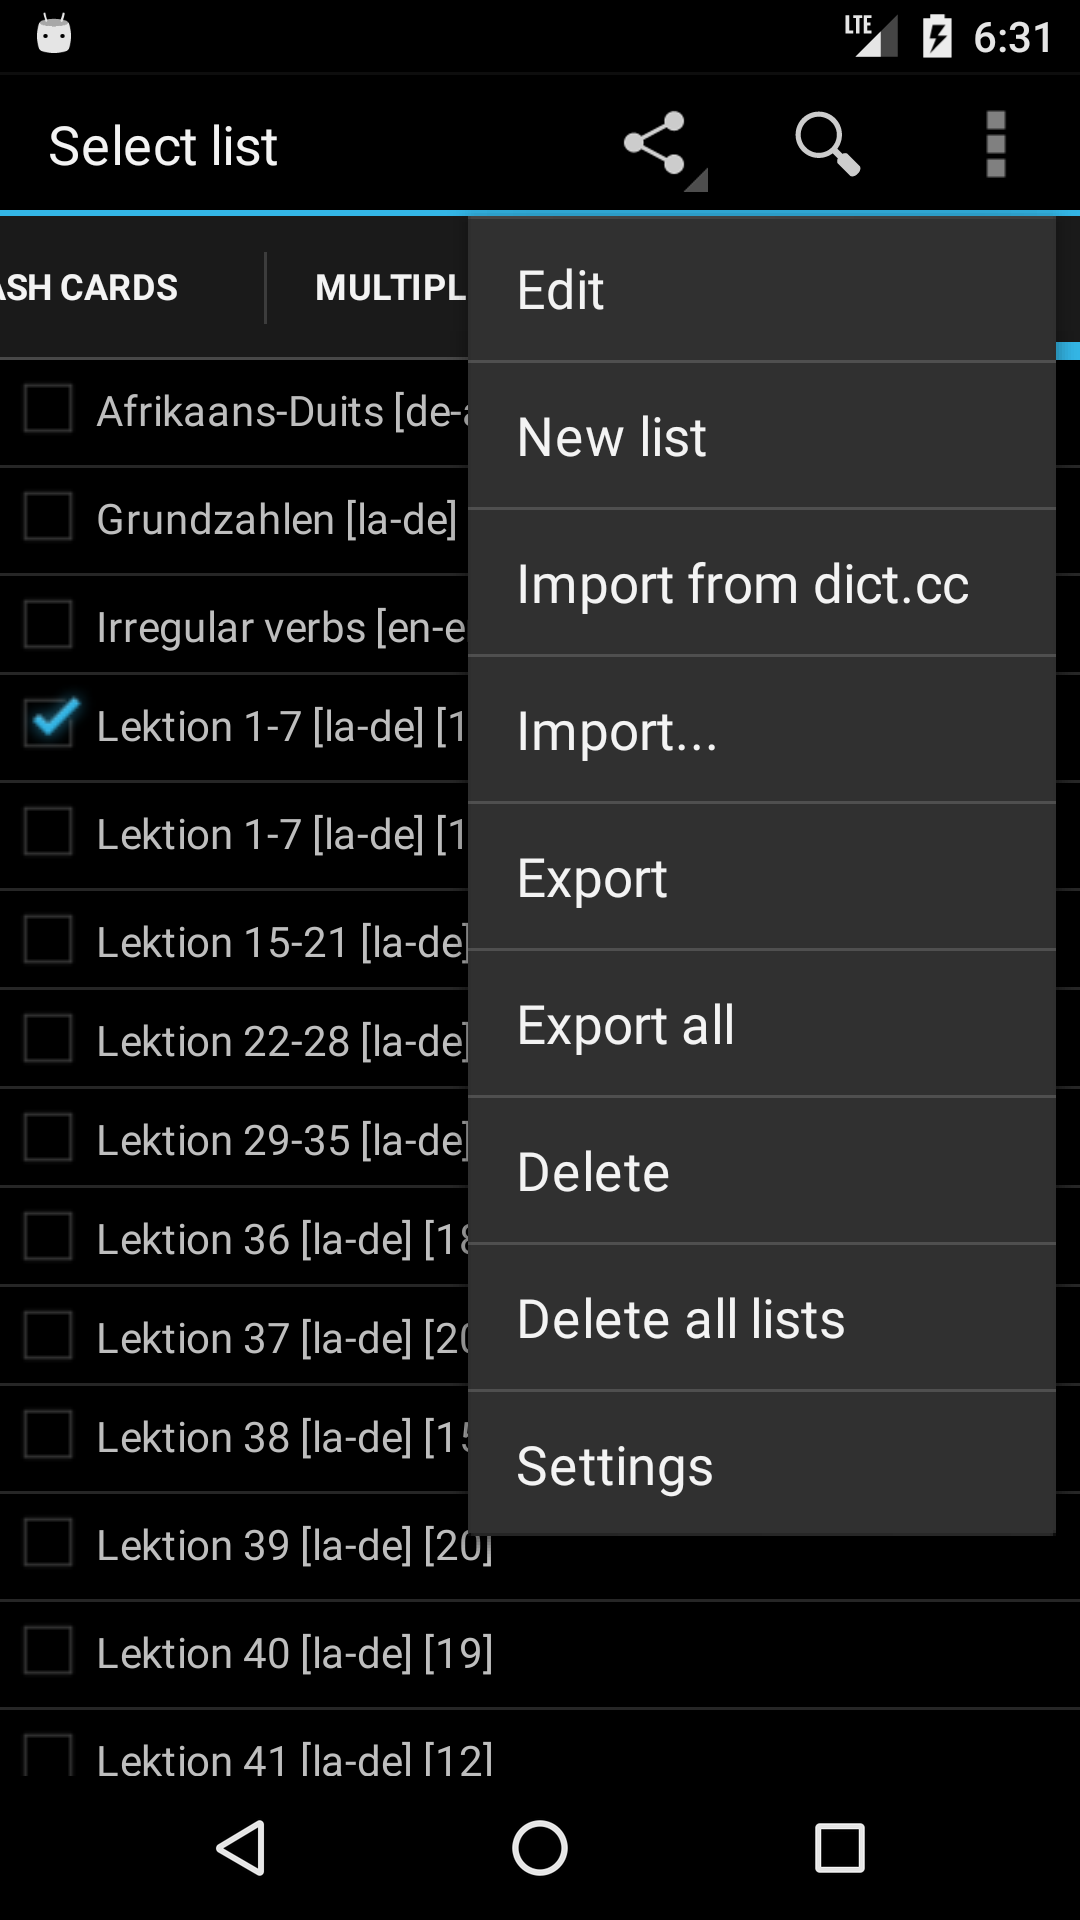 LTE 6:31
Select list
ASH CARDS
MULTIPL
Edit
New list
Import from dict.cc
Import...
Export
Export all
Delete
Delete all lists
Settings
Afrikaans-Duits [de-a
Grundzahlen [la-de]
Irregular verbs [en-e
Lektion 1-7 [la-de] [1
Lektion 1-7 [la-de] [1
Lektion 15-21 [la-de]
Lektion 22-28 [la-de]
Lektion 29-35 [la-de]
Lektion 36 [la-de] [18
Lektion 37 [la-de] [20
Lektion 38 [la-de] [15
Lektion 39 [la-de] [20]
Lektion 40 [la-de] [19]
Lektion 41 [la-de] [12]